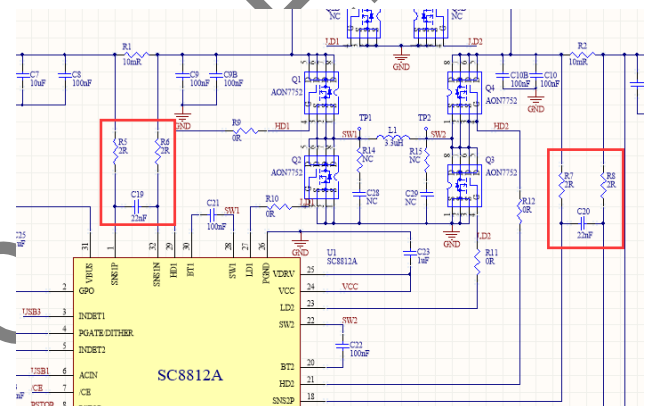 NC
NC
LD1
LD2
GND
R1
10mR
R2
10mR
C7
10uF
C8
100nF
C9
100nF
C9B
100nF
Q1
AON7752
Q4
AON7752
C10B
100nF
C10
100nF
GND
GND
R9
0R
HD1
TP1
TP2
HD2
SW1
L1
3.3uH
SW2
R5
2R
R6
2R
R14
NC
R15
NC
Q2
AON7752
Q3
AON7752
R7
2R
R8
2R
C19
22nF
C21
100nF
SW1
R10
0R
LD1
C28
NC
C29
NC
R12
0R
C20
22nF
C25
GND
GND
LD2
R11
0R
C23
1uF
U1
SC8812A
31
1
32
29
30
28
27
26
VBUS
SNS1P
SNS1N
HD1
BT1
SW1
LD1
PGND
2
GPO
VDRV
25
VCC
24
VCC
USB3
3
INDET1
LD2
23
4
PGATE/DITHER
SW2
22
SW2
5
INDET2
C22
100nF
SC8812A
BT2
20
USB1
6
ACIN
/CE
7
/CE
HD2
21
SNS2P
18